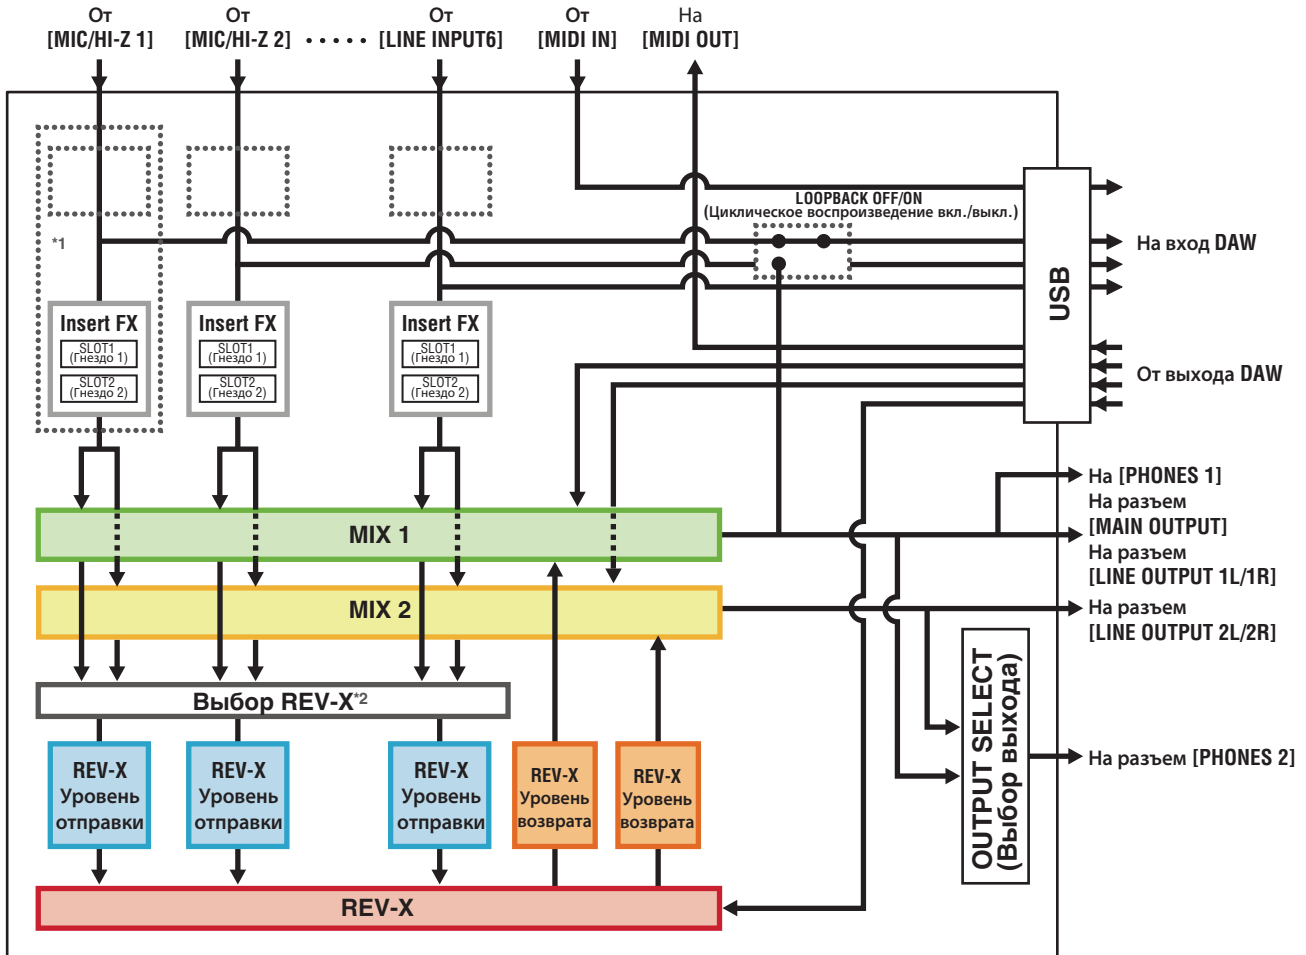 От
[MIC/HI-Z 1]
От
[MIC/HI-Z 2]
От
[LINE INPUT6]
От
[MIDI IN]
На
[MIDI OUT]
LOOPBACK OFF/ON
(Циклическое воспроизведение вкл./выкл.)
*1
USB
На вход DAW
От выхода DAW
Insert FX
SLOT1
(Гнездо 1)
SLOT2
(Гнездо 2)
Insert FX
SLOT1
(Гнездо 1)
SLOT2
(Гнездо 2)
Insert FX
SLOT1
(Гнездо 1)
SLOT2
(Гнездо 2)
MIX 1
MIX 2
На [PHONES 1]
На разъем
[MAIN OUTPUT]
На разъем
[LINE OUTPUT 1L/1R]
На разъем
[LINE OUTPUT 2L/2R]
Выбор REV-X*2
OUTPUT SELECT
(Выбор выхода)
На разъем [PHONES 2]
REV-X
Уровень
отправки
REV-X
Уровень
отправки
REV-X
Уровень
отправки
REV-X
Уровень
возврата
REV-X
Уровень
возврата
REV-X